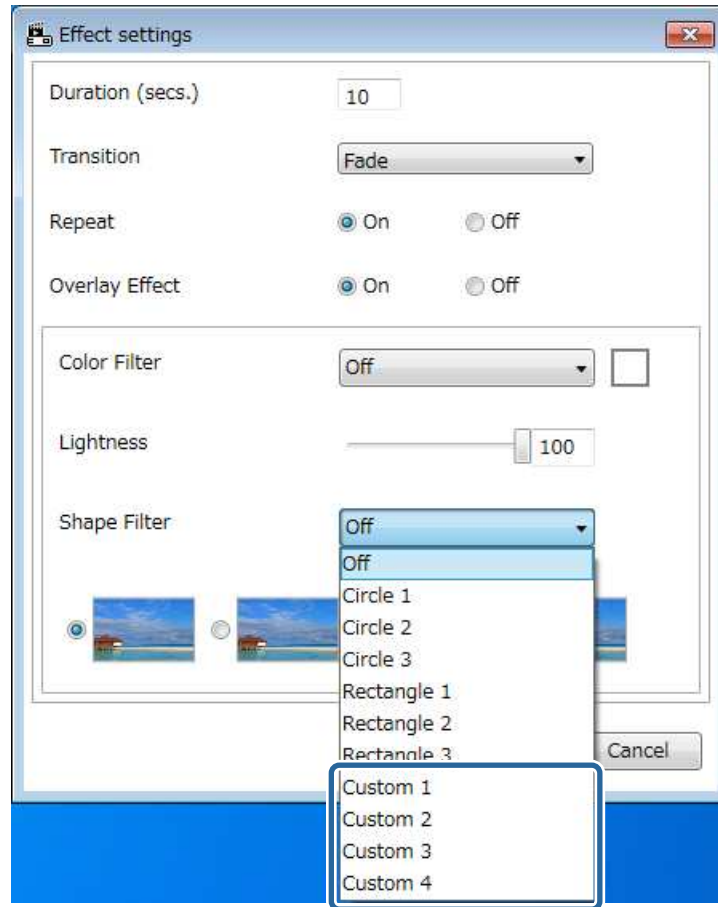 Effect settings
Duration (secs.) 10
Transition Fade
Repeat On Off
Overlay Effect On Off
Color Filter Off
Lightness 100
Shape Filter Off
Off
Circle 1
Circle 2
Circle 3
Rectangle 1
Rectangle 2
Rectangle 3
Cancel
Custom 1
Custom 2
Custom 3
Custom 4